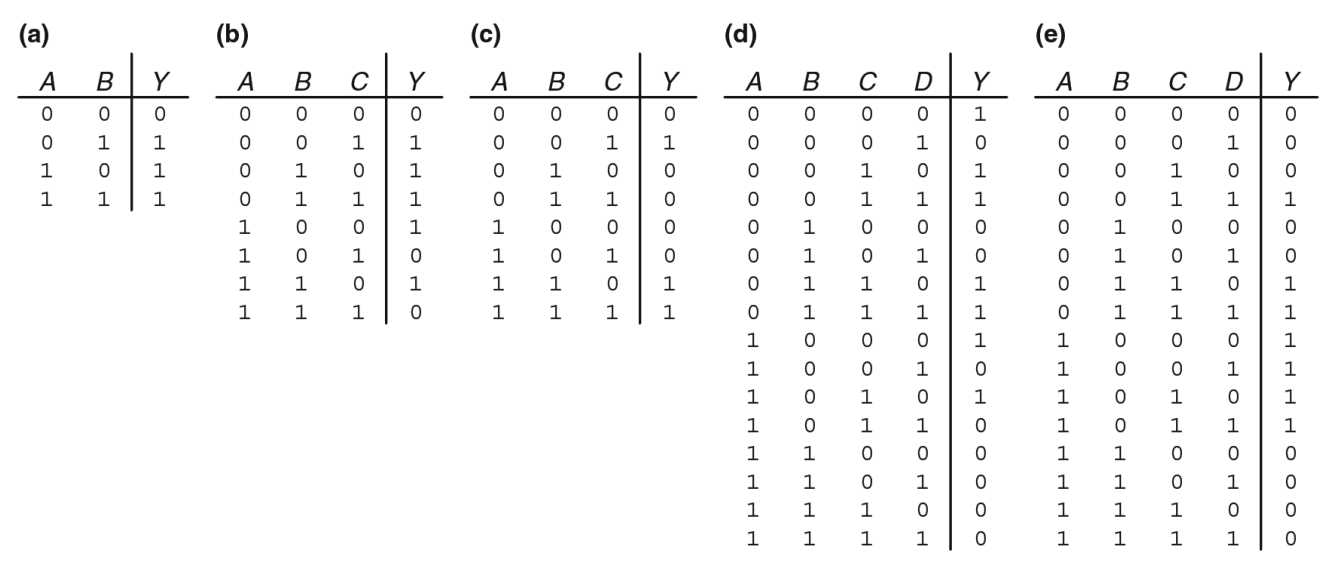 (a)
A B Y
0 0 0
0 1 1
1 0 1
1 1 1
(b)
A B C Y
0 0 0 0
0 0 1 1
0 1 0 1
0 1 1 1
1 0 0 1
1 0 1 0
1 1 0 1
1 1 1 0
(c)
A B C Y
0 0 0 0
0 0 1 1
0 1 0 0
0 1 1 0
1 0 0 0
1 0 1 0
1 1 0 1
1 1 1 1
(d)
A B C D Y
0 0 0 0 1
0 0 0 1 0
0 0 1 0 1
0 0 1 1 1
0 1 0 0 0
0 1 0 1 0
0 1 1 0 1
0 1 1 1 1
1 0 0 0 1
1 0 0 1 0
1 0 1 0 1
1 0 1 1 0
1 1 0 0 0
1 1 0 1 0
1 1 1 0 0
1 1 1 1 0
(e)
A B C D Y
0 0 0 0 0
0 0 0 1 0
0 0 1 0 0
0 0 1 1 1
0 1 0 0 0
0 1 0 1 0
0 1 1 0 1
0 1 1 1 1
1 0 0 0 1
1 0 0 1 1
1 0 1 0 1
1 0 1 1 1
1 1 0 0 0
1 1 0 1 0
1 1 1 0 0
1 1 1 1 0